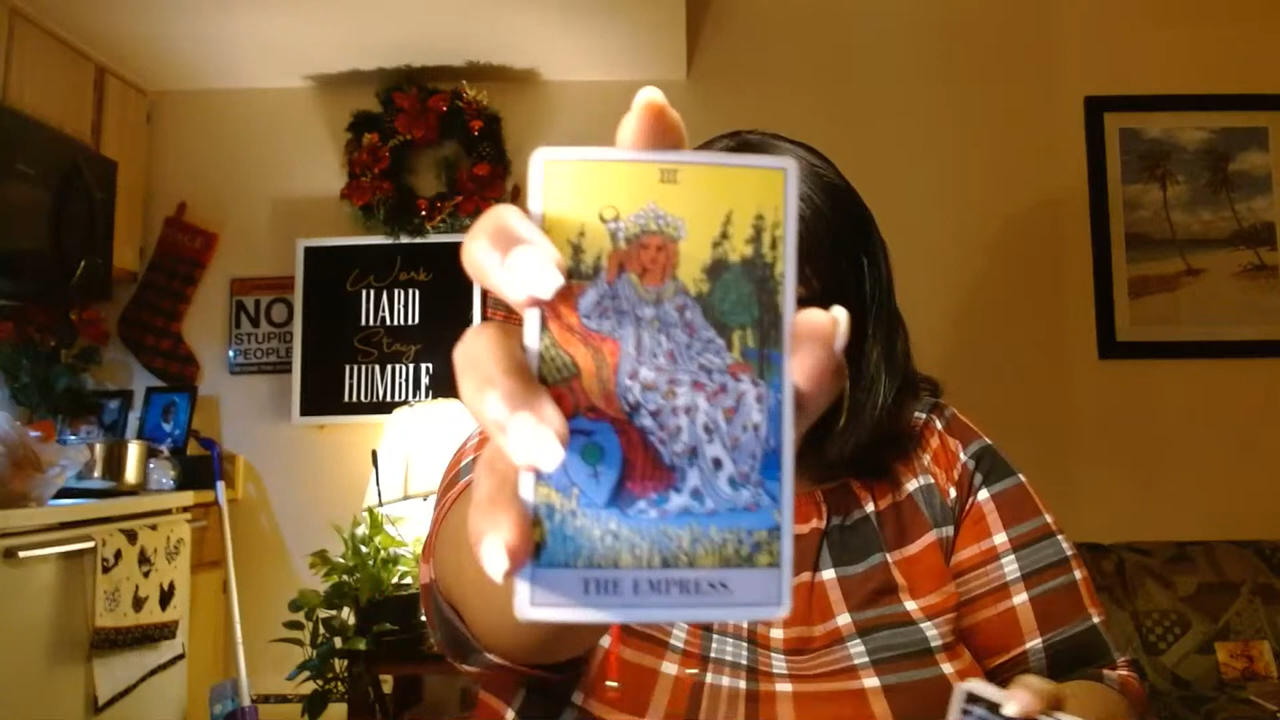 III
Work
HARD
Stay
HUMBLE
NO
STUPID
PEOPLE
THE EMPRESS.